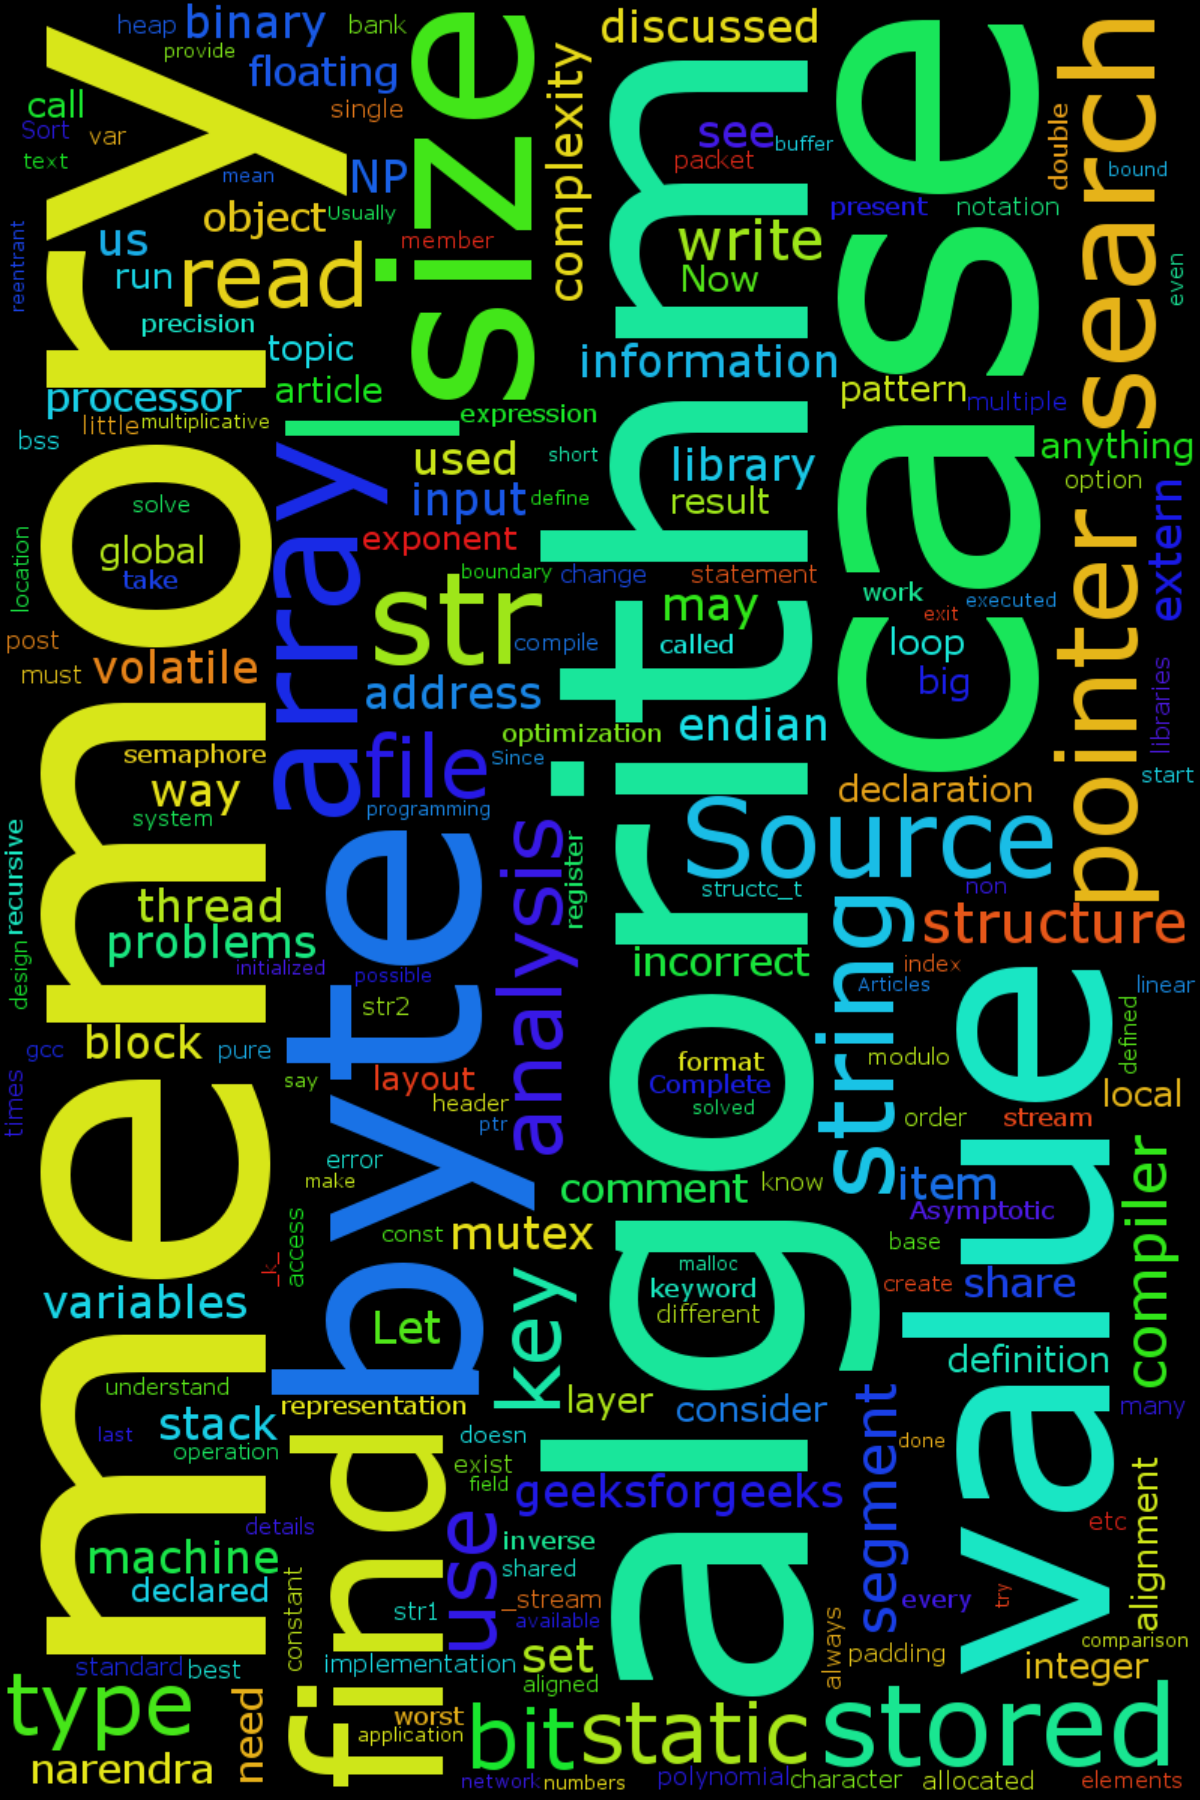 heap
binary
bank
discussed
provide
floating
call
single
Sort
var
text
mean
NP
object
Usually
reentrant
us
run
read
member
precision
topic
processor
article
little
multiplicative
bss
memory
size
complexity
see
buffer
packet
write
Now
information
algorithm
case
double
search
bound
present
notation
even
pattern
multiple
anything
option
expression
used
short
input
define
library
result
exponent
boundary
change
statement
array
solve
global
take
location
post
must
volatile
str
compile
may
called
address
work
exit
executed
loop
big
pointer
extern
libraries
start
optimization
endian
semaphore
way
system
file
Since
programming
declaration
Source
structc_t
non
recursive
thread
problems
initialized
possible
design
byte
analysis
register
incorrect
string
structure
index
Articles
linear
str2
block
gcc
pure
times
say
layout
header
ptr
format
Complete
solved
modulo
defined
local
order
stream
value
error
make
comment
know
item
Asymptotic
compiler
const
mutex
access
_k_
base
malloc
keyword
different
create
share
variables
Let
key
definition
understand
representation
layer
consider
many
stack
last
operation
find
doesn
exist
field
segment
done
geeksforgeeks
alignment
details
use
inverse
shared
etc
machine
declared
constant
str1
_stream
available
every
try
always
comparison
standard
best
implementation
set
aligned
padding
integer
type
need
worst
application
bit
static
stored
narendra
network
numbers
polynomial
character
allocated
elements